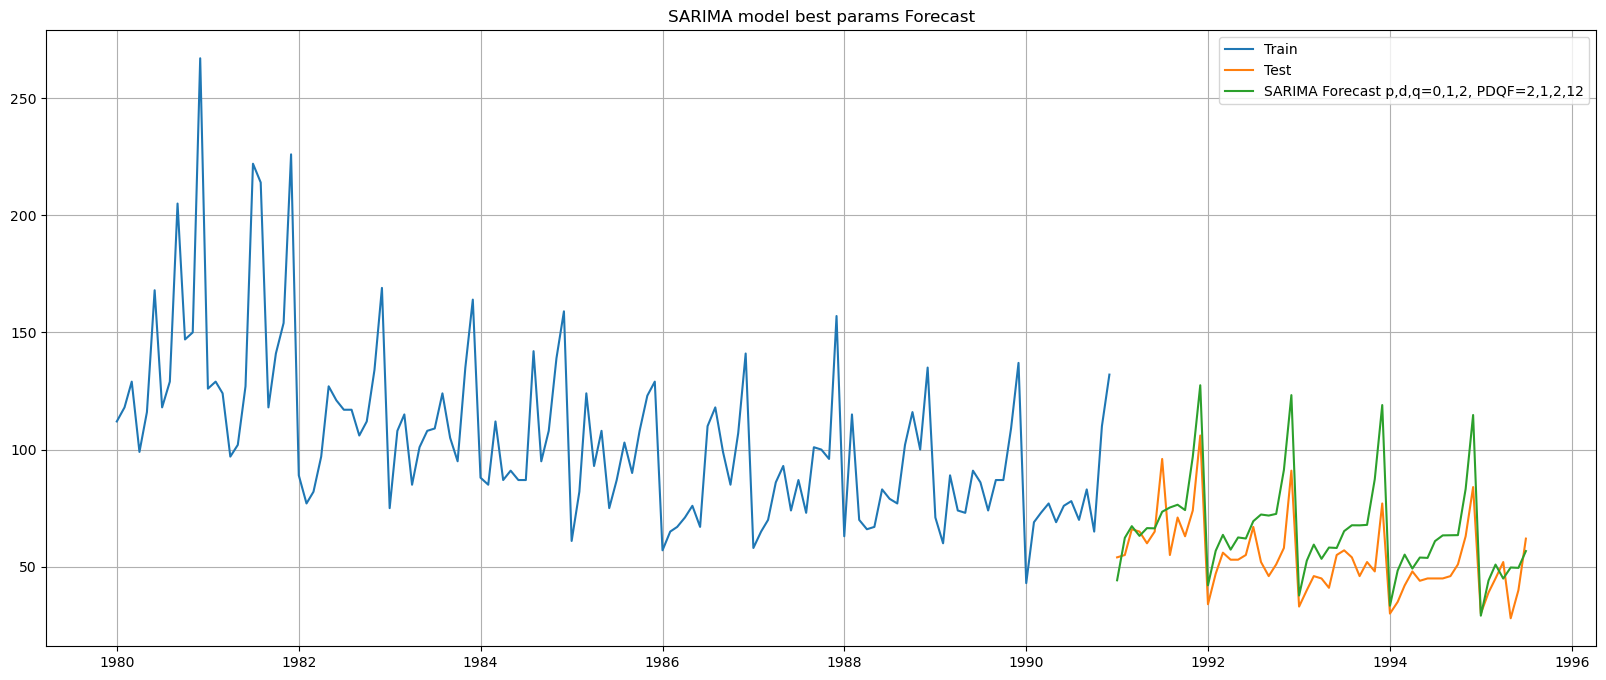 SARIMA model best params Forecast
Train
Test
SARIMA Forecast p,d,q=0,1,2, PDQF=2,1,2,12
250
200
150
100
50
1980 1982 1984 1986 1988 1990 1992 1994 1996